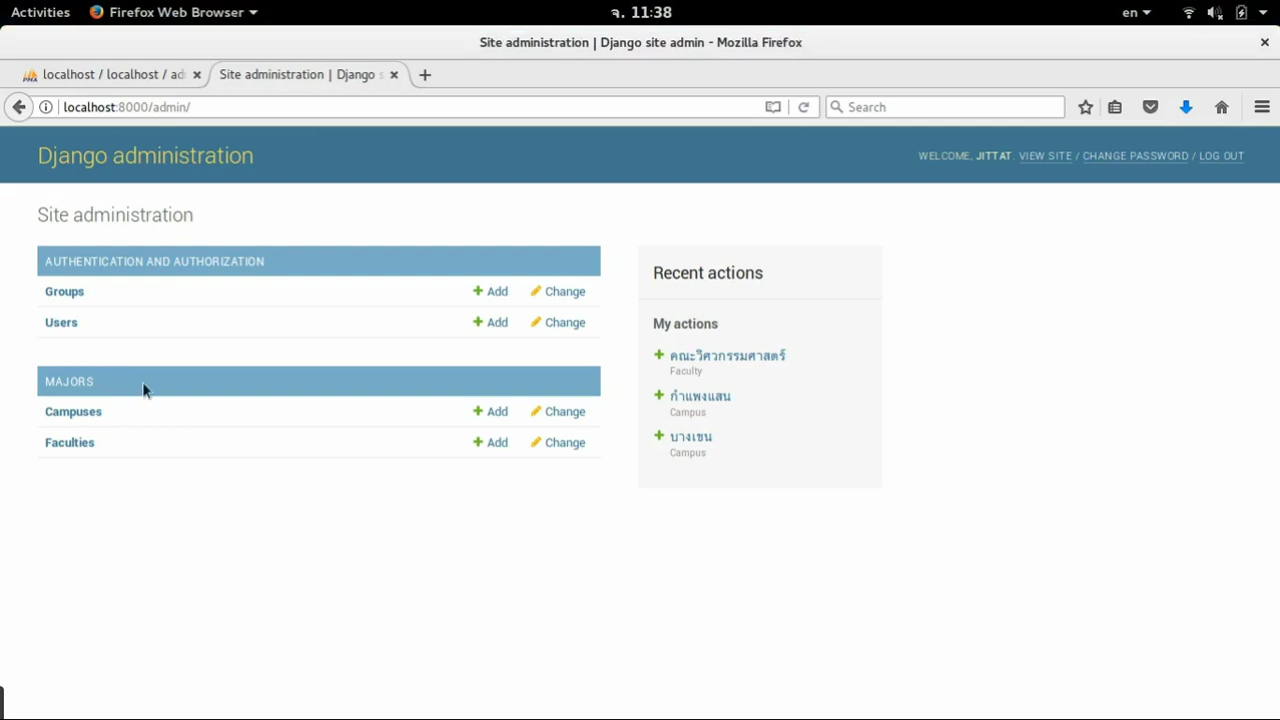 Activities Firefox Web Browser จ. 11:38 en
Site administration | Django site admin - Mozilla Firefox
localhost / localhost / ad Site administration | Django s
localhost:8000/admin/ Search
Django administration WELCOME, JITTAT. VIEW SITE / CHANGE PASSWORD / LOG OUT
Site administration
AUTHENTICATION AND AUTHORIZATION
Groups Add Change
Users Add Change
MAJORS
Campuses Add Change
Faculties Add Change
Recent actions
My actions
คณะวิศวกรรมศาสตร์
Faculty
กำแพงแสน
Campus
บางเขน
Campus